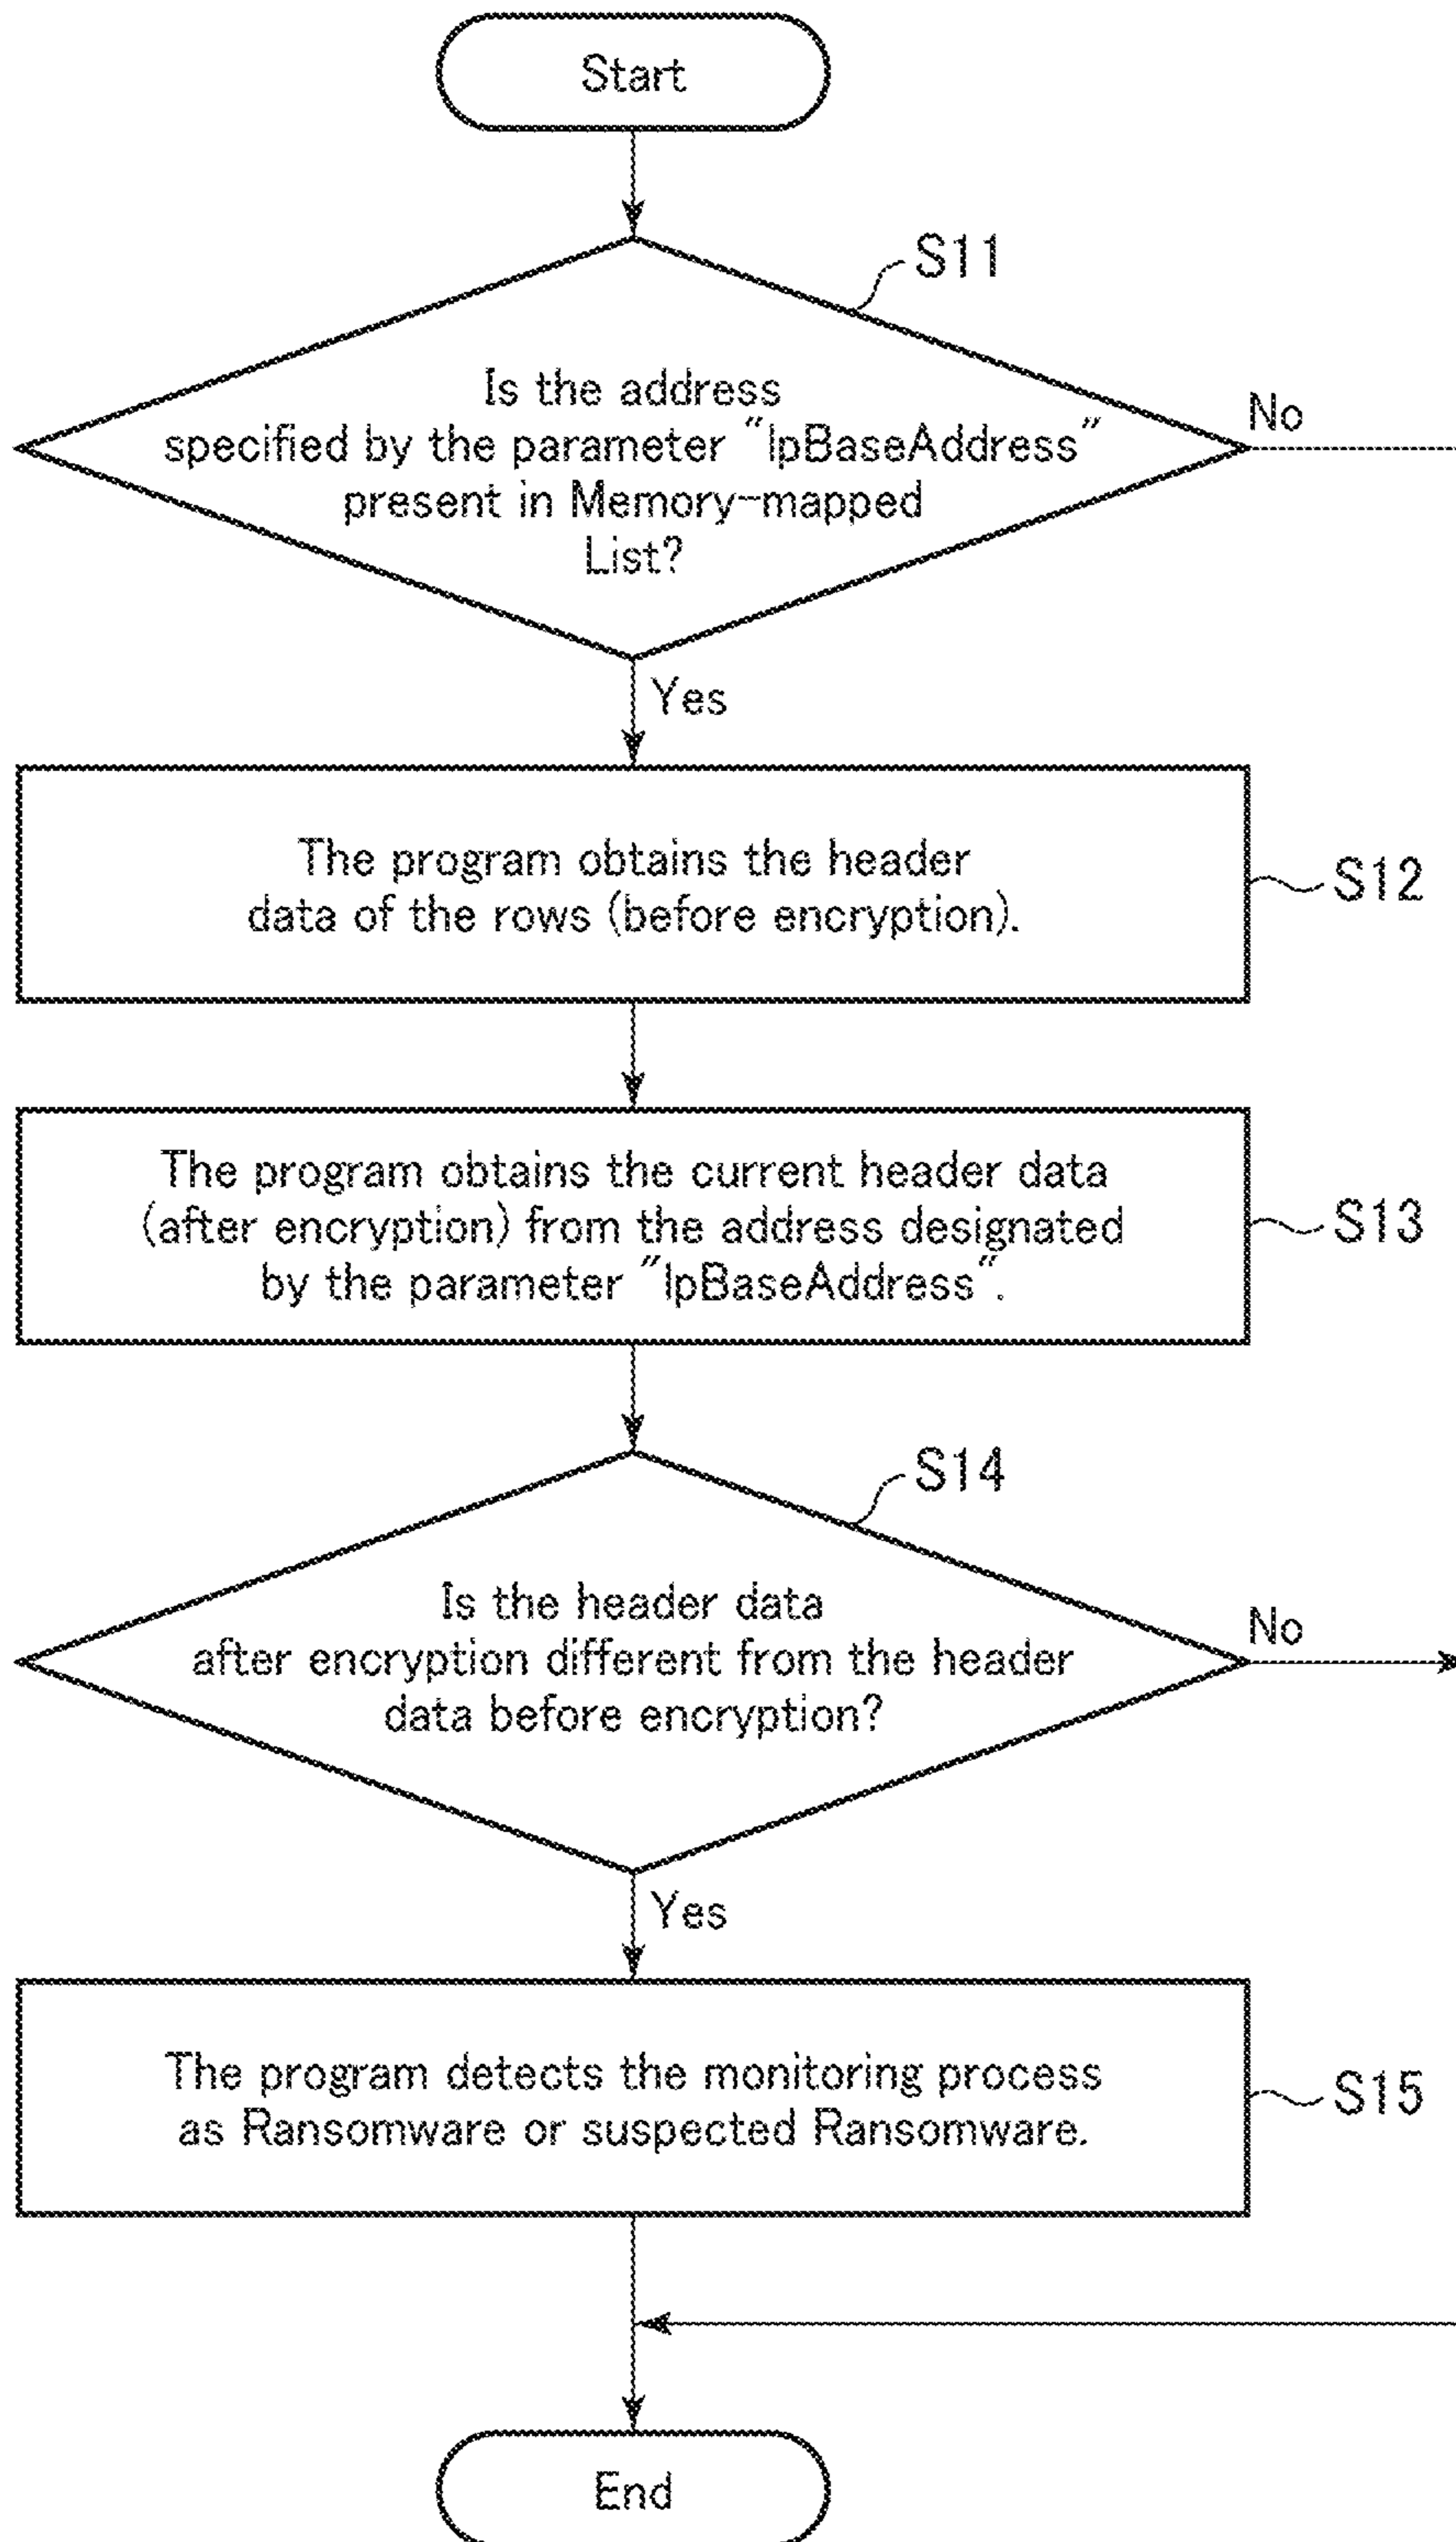 Start
S11
Is the address
specified by the parameter "lpBaseAddress"
present in Memory-mapped
List?
No
Yes
The program obtains the header
data of the rows (before encryption).
S12
The program obtains the current header data
(after encryption) from the address designated
by the parameter "lpBaseAddress".
S13
S14
Is the header data
after encryption different from the header
data before encryption?
No
Yes
The program detects the monitoring process
as Ransomware or suspected Ransomware.
S15
End